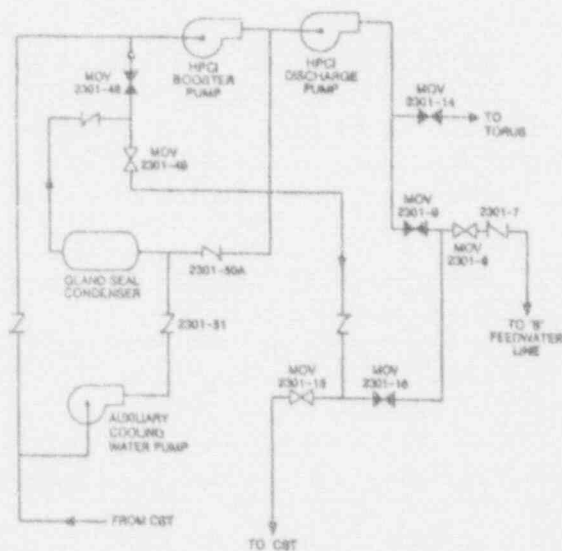 HPCI
BOOSTER
PUMP
HPCI
DISCHARGE
PUMP
MOV
2301-48
MOV
2301-14
TO
TORUS
MOV
2301-49
MOV
2301-9
2301-7
MOV
2301-8
2301-50A
GLAND SEAL
CONDENSER
2301-51
TO "B"
FEEDWATER
LINE
MOV
2301-15
MOV
2301-16
AUXILIARY
COOLING
WATER PUMP
FROM CST
TO CST